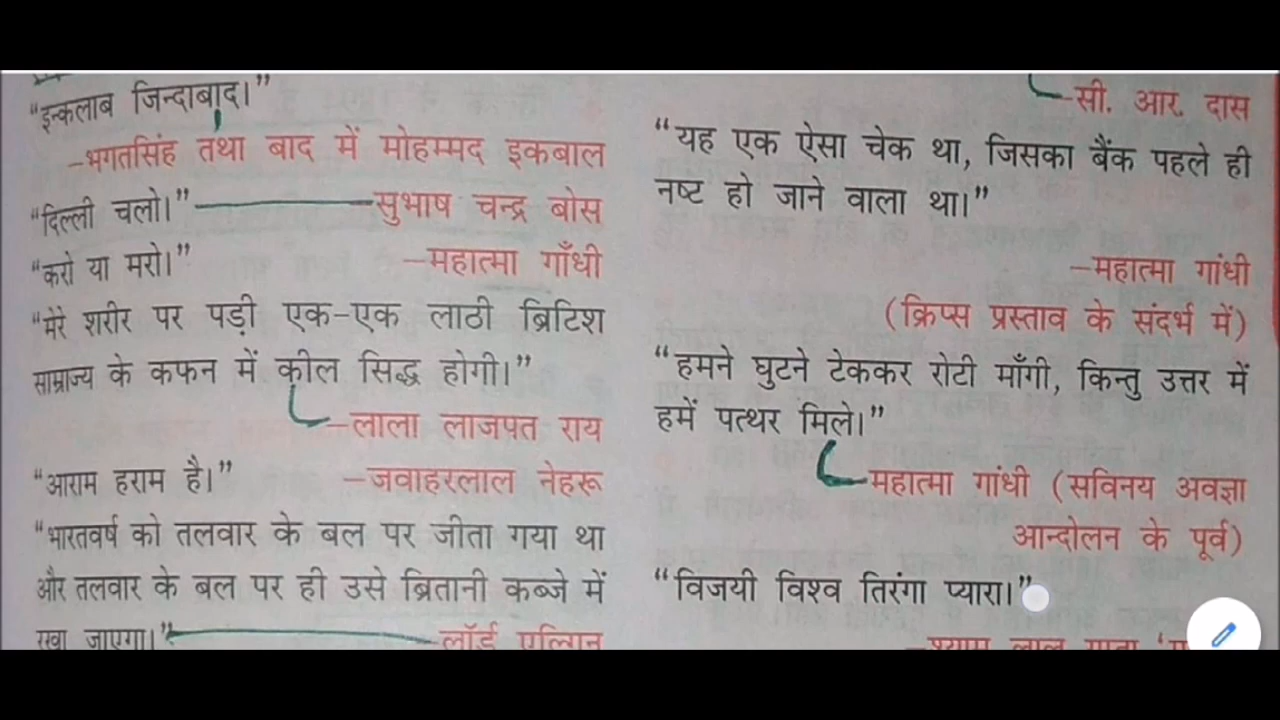 “इन्कलाब जिन्दाबाद।”
–भगतसिंह तथा बाद में मोहम्मद इकबाल
“दिल्ली चलो।” –सुभाष चन्द्र बोस
“करो या मरो।” –महात्मा गाँधी
“मेरे शरीर पर पड़ी एक-एक लाठी ब्रिटिश
साम्राज्य के कफन में कील सिद्ध होगी।”
–लाला लाजपत राय
“आराम हराम है।” –जवाहरलाल नेहरू
“भारतवर्ष को तलवार के बल पर जीता गया था
और तलवार के बल पर ही उसे ब्रितानी कब्जे में
रखा जाएगा।” –लॉर्ड एल्गिन
–सी. आर. दास
“यह एक ऐसा चेक था, जिसका बैंक पहले ही
नष्ट हो जाने वाला था।”
–महात्मा गांधी
(क्रिप्स प्रस्ताव के संदर्भ में)
“हमने घुटने टेककर रोटी माँगी, किन्तु उत्तर में
हमें पत्थर मिले।”
–महात्मा गांधी (सविनय अवज्ञा
आन्दोलन के पूर्व)
“विजयी विश्व तिरंगा प्यारा।”
–श्याम लाल गुप्ता